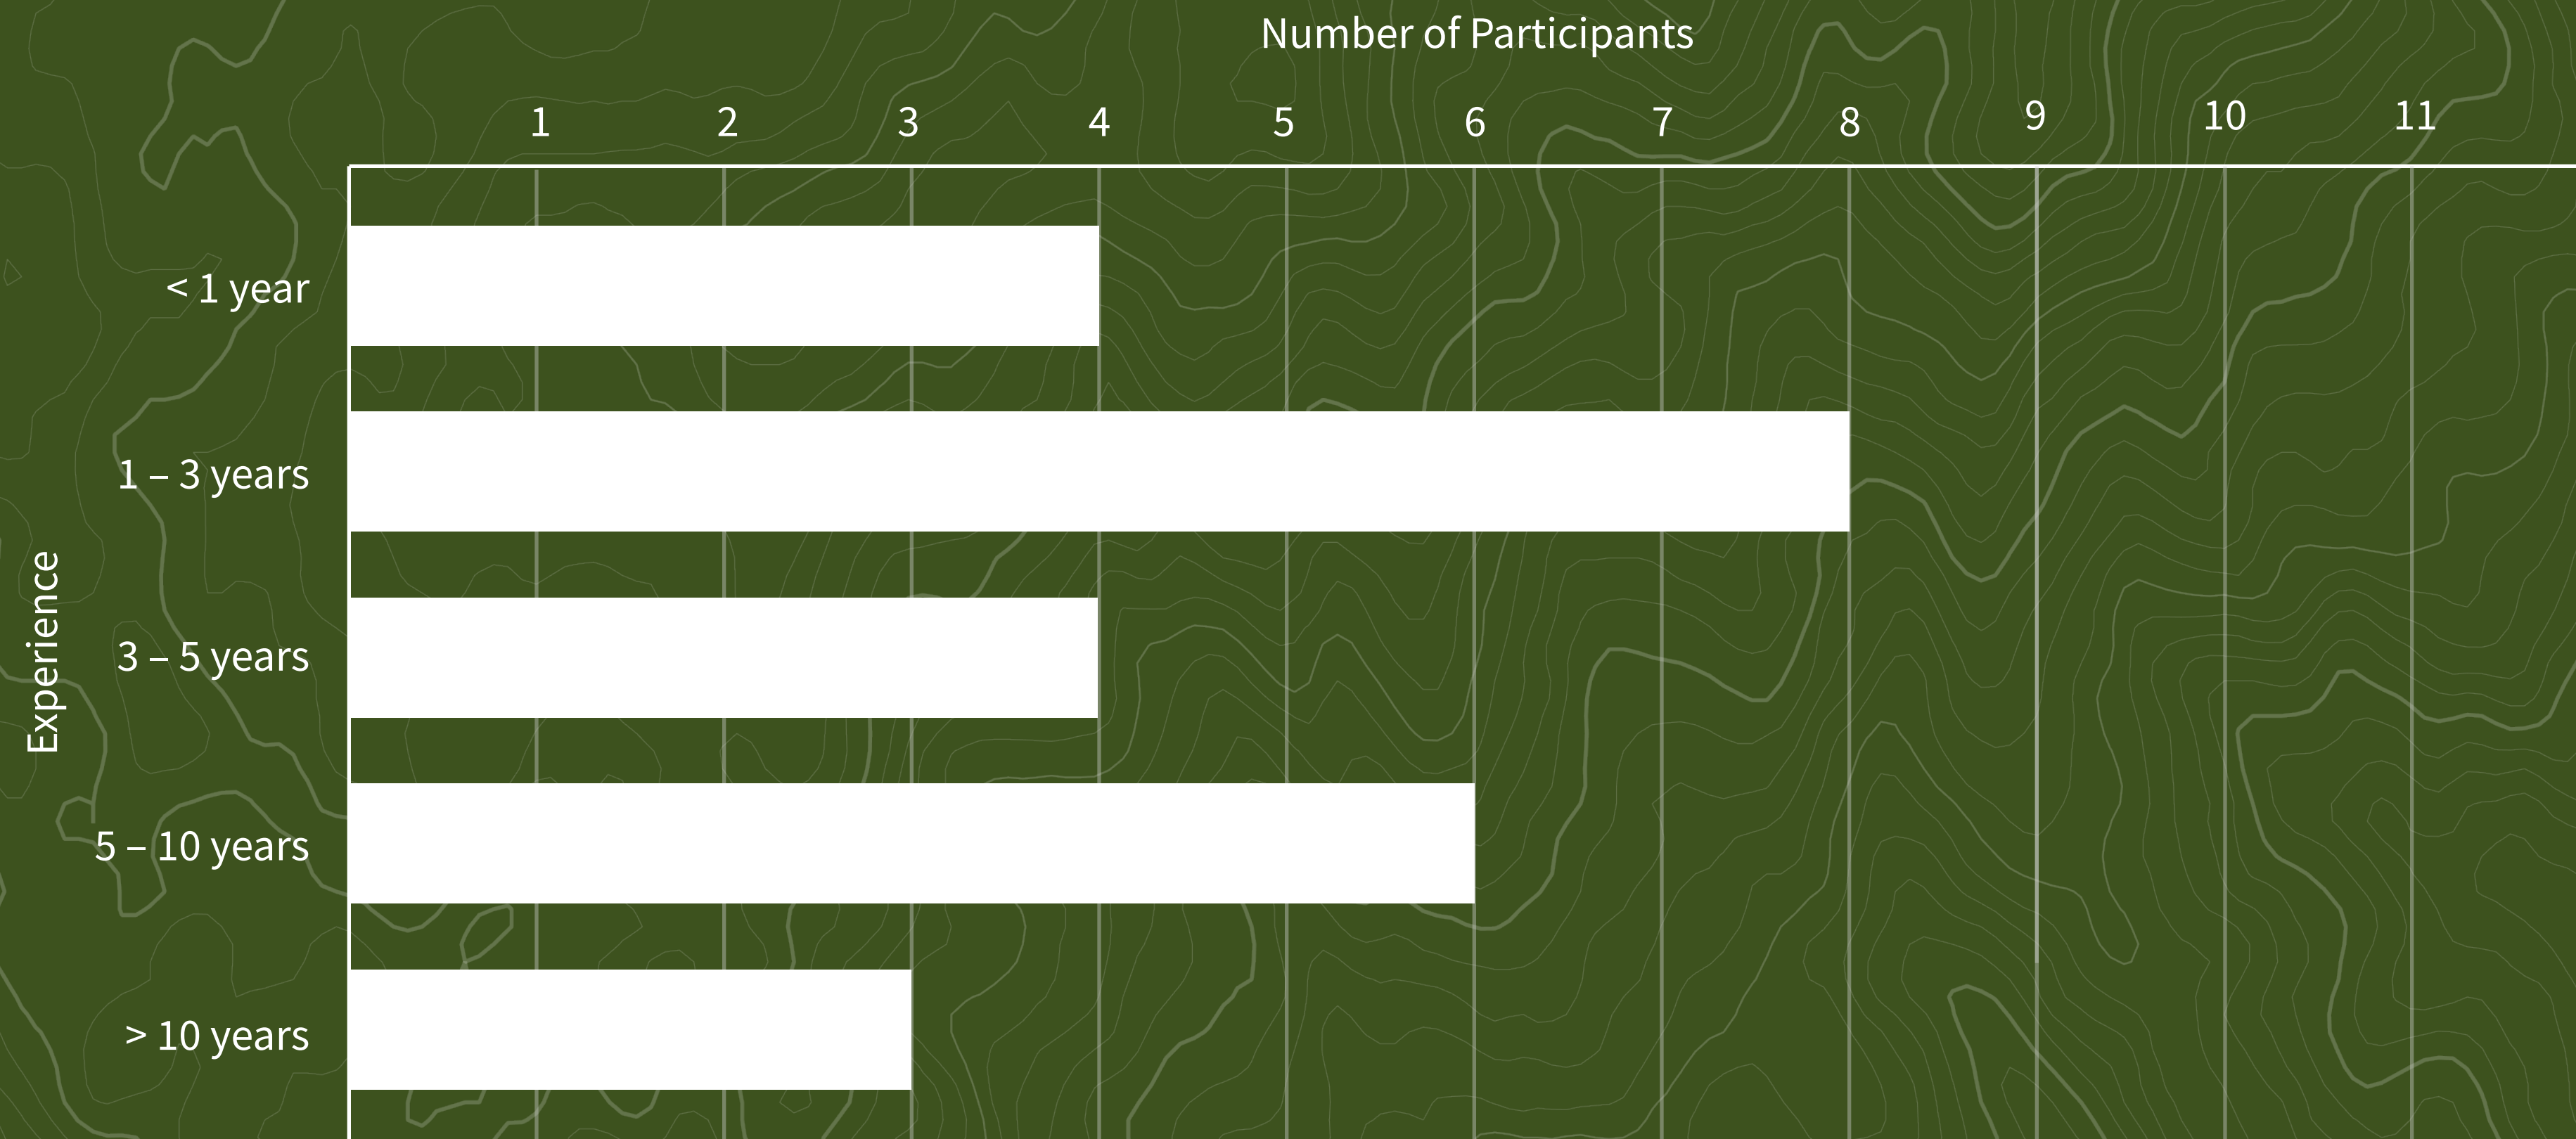 Number of Participants
1 2 3 4 5 6 7 8 9 10 11
< 1 year
1 – 3 years
3 – 5 years
5 – 10 years
> 10 years
Experience